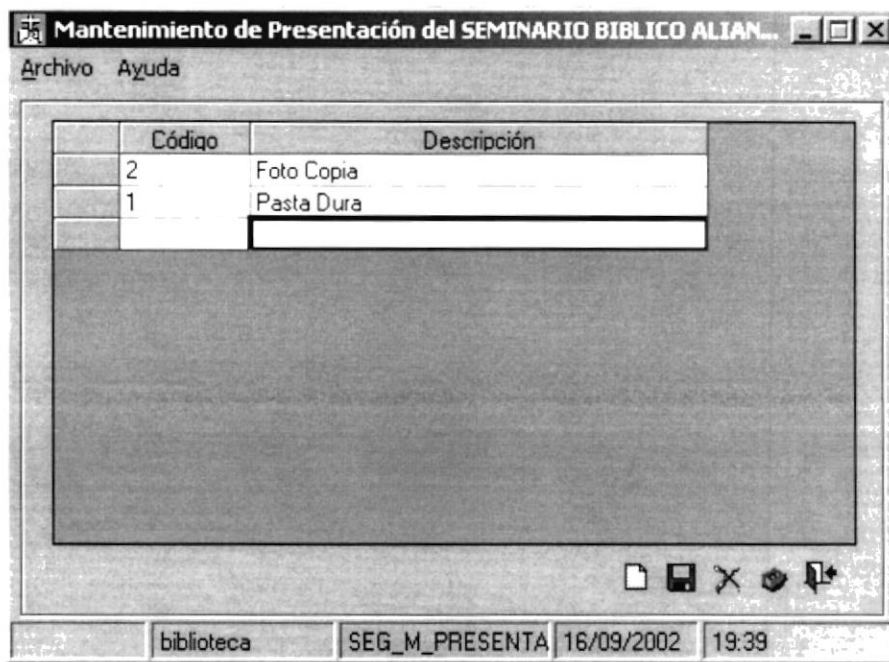 Mantenimiento de Presentación del SEMINARIO BIBLICO ALIAN...
Archivo Ayuda
Código Descripción
2 Foto Copia
1 Pasta Dura
biblioteca SEG_M_PRESENTA 16/09/2002 19:39